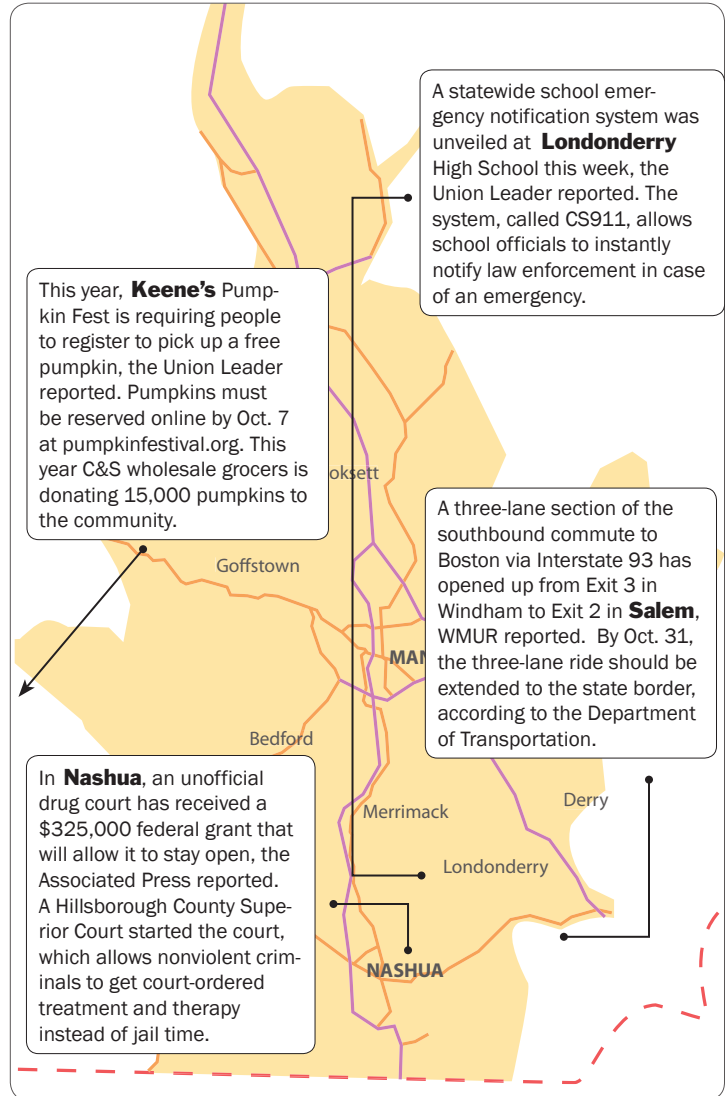 A statewide school emer-
gency notification system was
unveiled at Londonderry
High School this week, the
Union Leader reported. The
system, called CS911, allows
school officials to instantly
notify law enforcement in case
of an emergency.
This year, Keene's Pump-
kin Fest is requiring people
to register to pick up a free
pumpkin, the Union Leader
reported. Pumpkins must
be reserved online by Oct. 7
at pumpkinfestival.org. This
year C&S wholesale grocers is
donating 15,000 pumpkins to
the community.
oksett
A three-lane section of the
southbound commute to
Boston via Interstate 93 has
opened up from Exit 3 in
Windham to Exit 2 in Salem,
WMUR reported.  By Oct. 31,
the three-lane ride should be
extended to the state border,
according to the Department
of Transportation.
Goffstown
MAN
Bedford
In Nashua, an unofficial
drug court has received a
$325,000 federal grant that
will allow it to stay open, the
Associated Press reported.
A Hillsborough County Supe-
rior Court started the court,
which allows nonviolent crim-
inals to get court-ordered
treatment and therapy
instead of jail time.
Merrimack
Derry
Londonderry
NASHUA